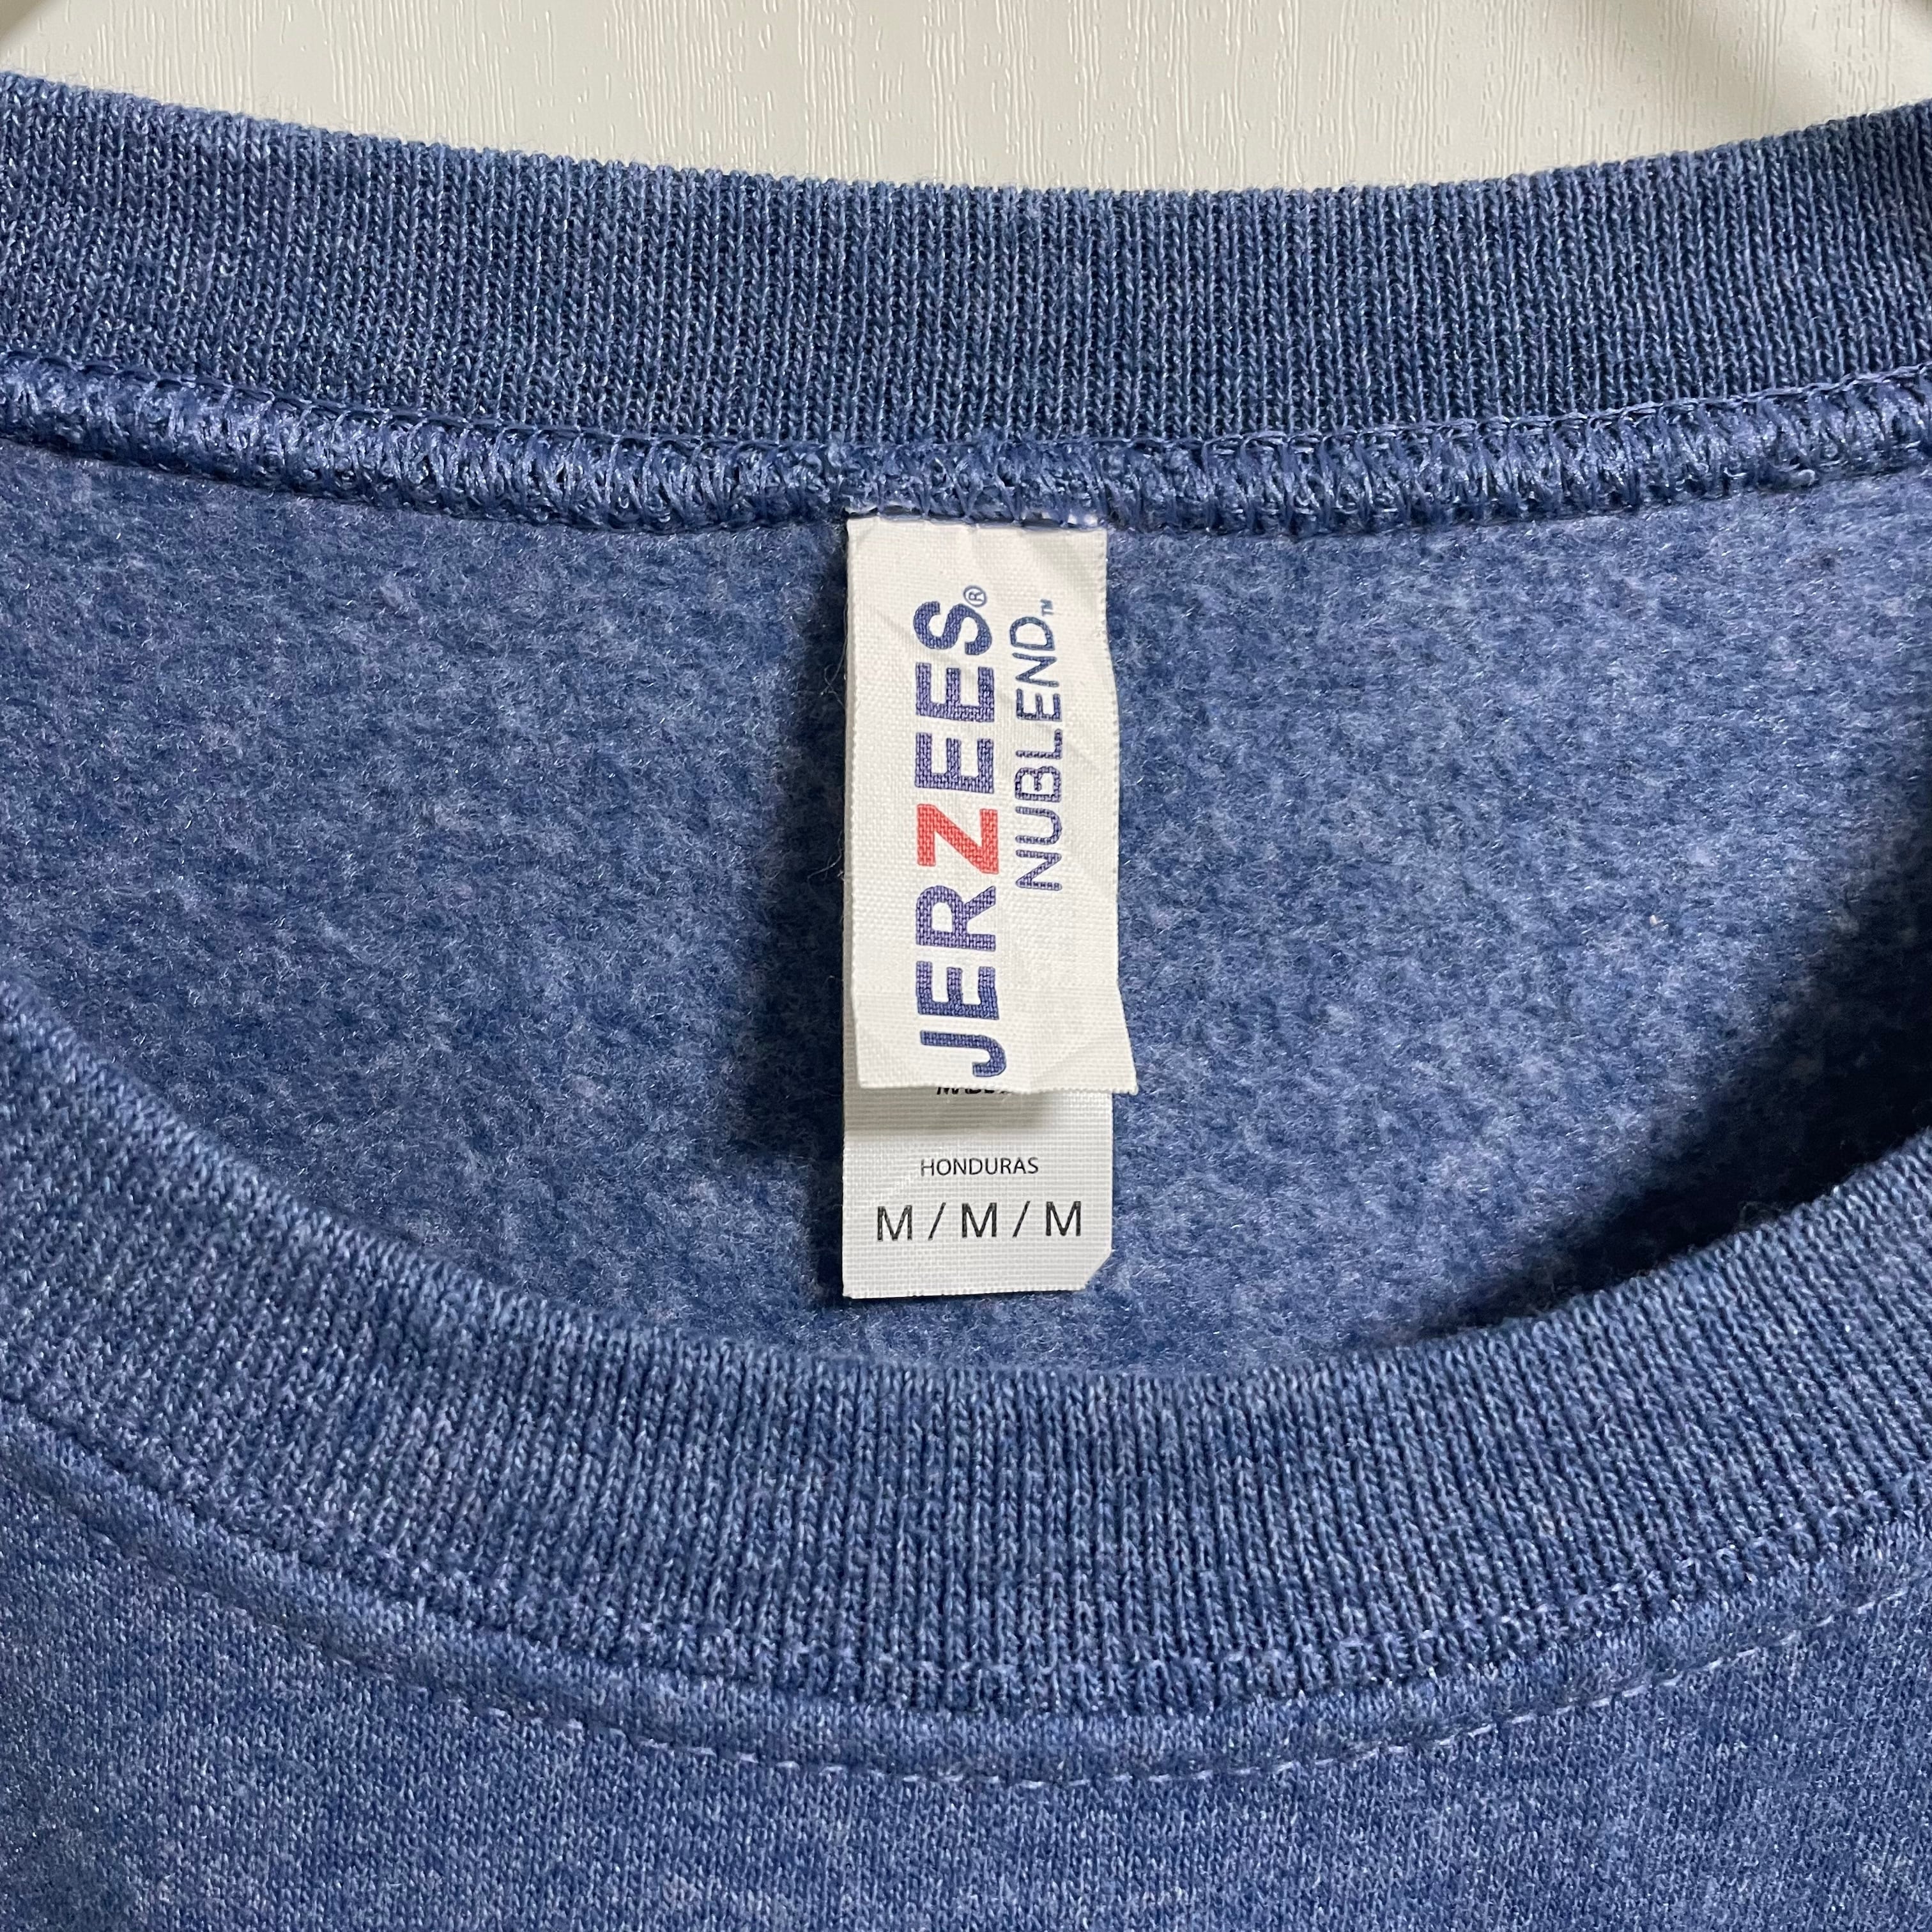 JERZEES®
NUBLEND™
HONDURAS
M / M / M